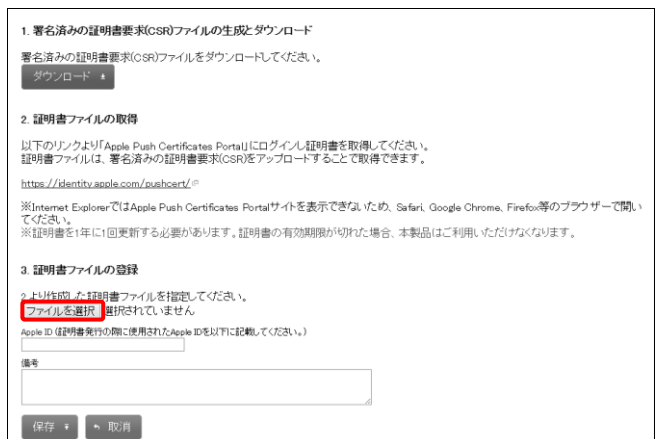 1. 署名済みの証明書要求(CSR)ファイルの生成とダウンロード
署名済みの証明書要求(CSR)ファイルをダウンロードしてください。
ダウンロード
2. 証明書ファイルの取得
以下のリンクより「Apple Push Certificates Portal」にログインし証明書を取得してください。
証明書ファイルは、署名済みの証明書要求(CSR)をアップロードすることで取得できます。
https://identity.apple.com/pushcert/
※Internet ExplorerではApple Push Certificates Portalサイトを表示できないため、Safari, Google Chrome, Firefox等のブラウザーで開い
てください。
※証明書を1年に1回更新する必要があります。証明書の有効期限が切れた場合、本製品はご利用いただけなくなります。
3. 証明書ファイルの登録
2.より作成した証明書ファイルを指定してください。
ファイルを選択 選択されていません
Apple ID (証明書発行の際に使用されたApple IDを以下に記載してください。)
備考
保存 取消